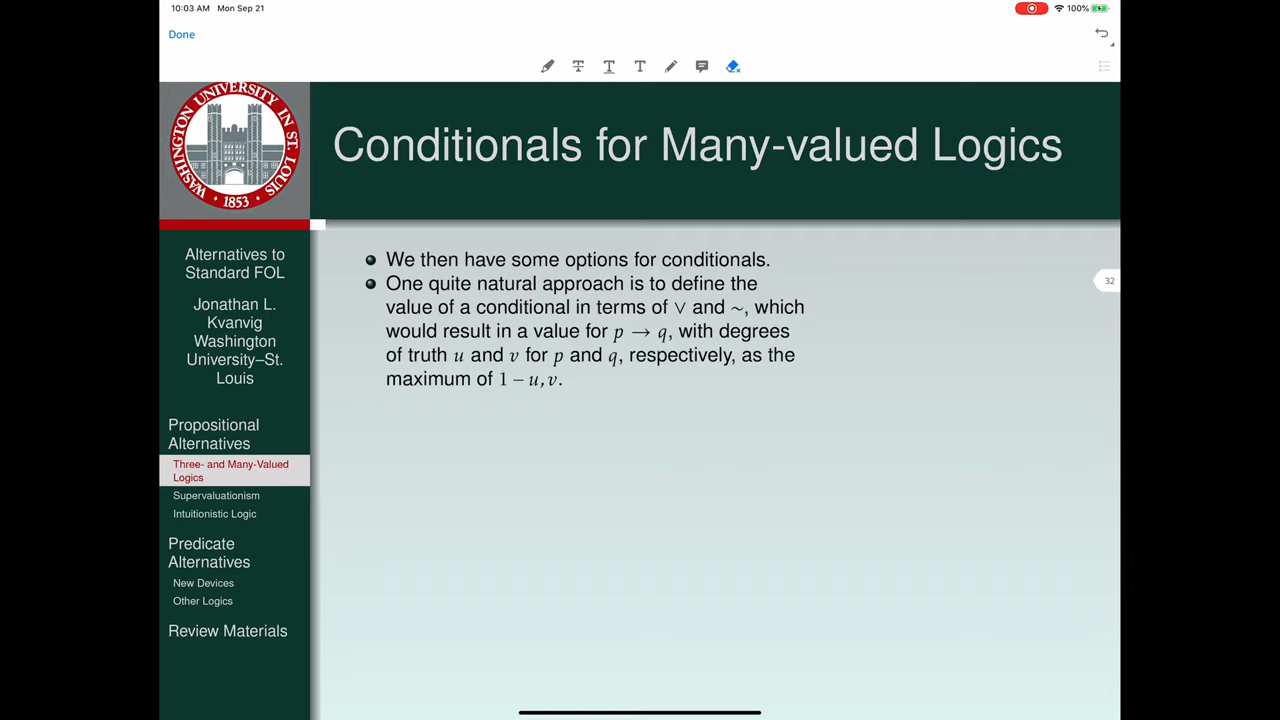 10:03 AM Mon Sep 21
100%
Done
WASHINGTON UNIVERSITY IN ST. LOUIS
1853
Conditionals for Many-valued Logics
Alternatives to
Standard FOL
Jonathan L.
Kvanvig
Washington
University–St.
Louis
Propositional
Alternatives
Three- and Many-Valued
Logics
Supervaluationism
Intuitionistic Logic
Predicate
Alternatives
New Devices
Other Logics
Review Materials
We then have some options for conditionals.
One quite natural approach is to define the
value of a conditional in terms of ∨ and ∼, which
would result in a value for p → q, with degrees
of truth u and v for p and q, respectively, as the
maximum of 1 − u, v.
32